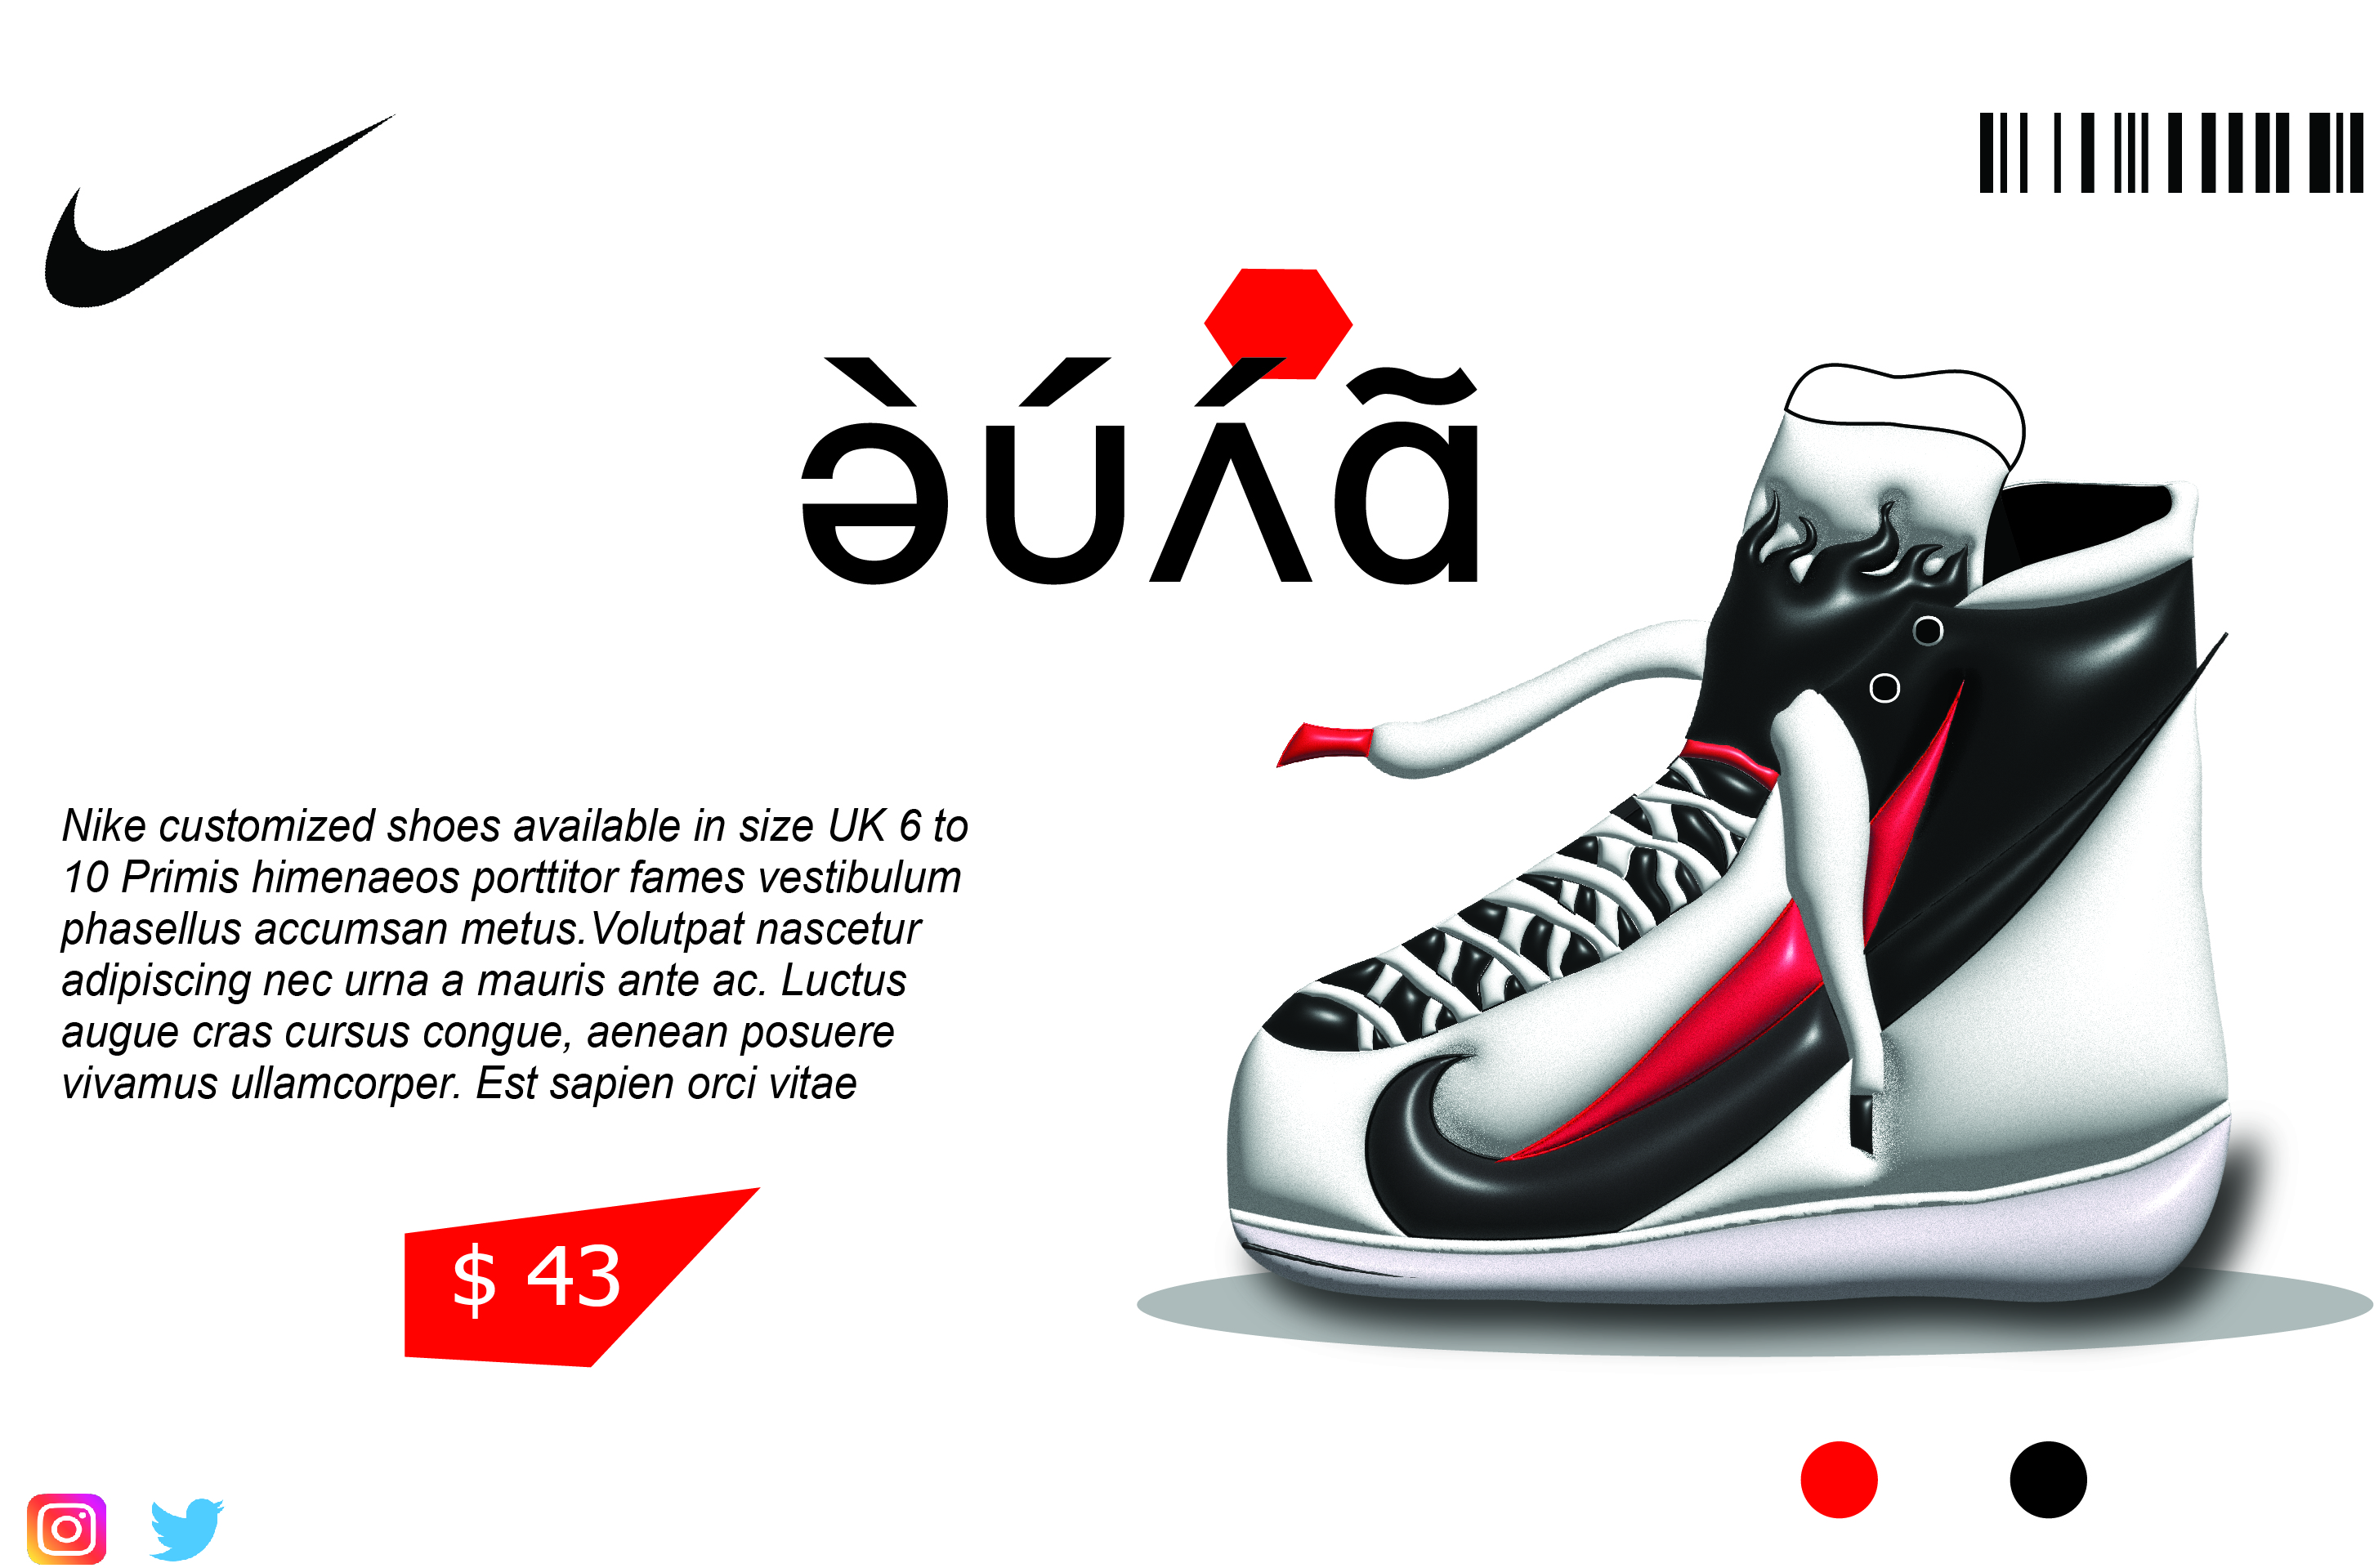 ə̀úʌ́ɑ̃
Nike customized shoes available in size UK 6 to
10 Primis himenaeos porttitor fames vestibulum
phasellus accumsan metus.Volutpat nascetur
adipiscing nec urna a mauris ante ac. Luctus
augue cras cursus congue, aenean posuere
vivamus ullamcorper. Est sapien orci vitae
$ 43